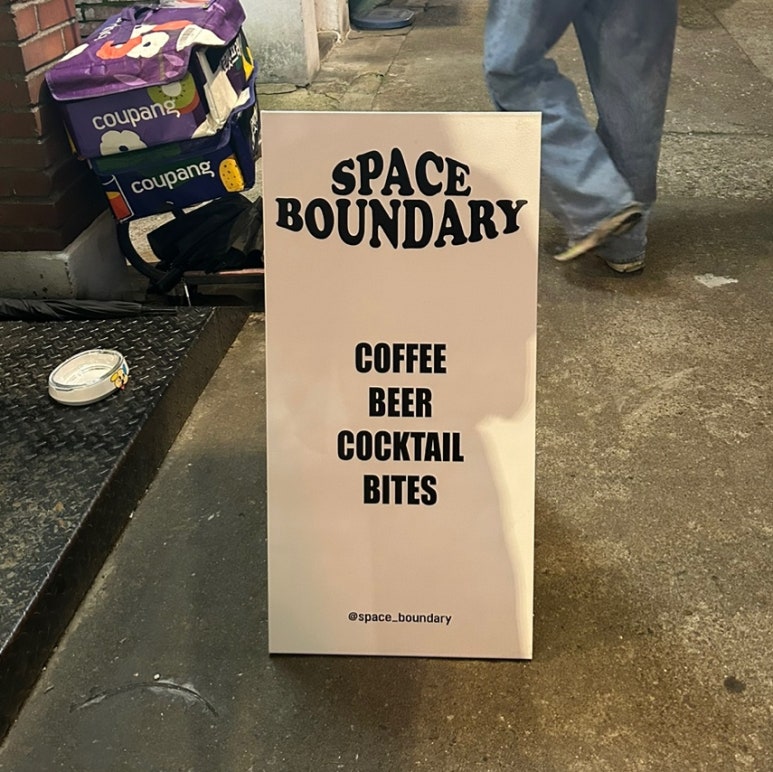 coupang
coupang
SPACE
BOUNDARY
COFFEE
BEER
COCKTAIL
BITES
@space_boundary